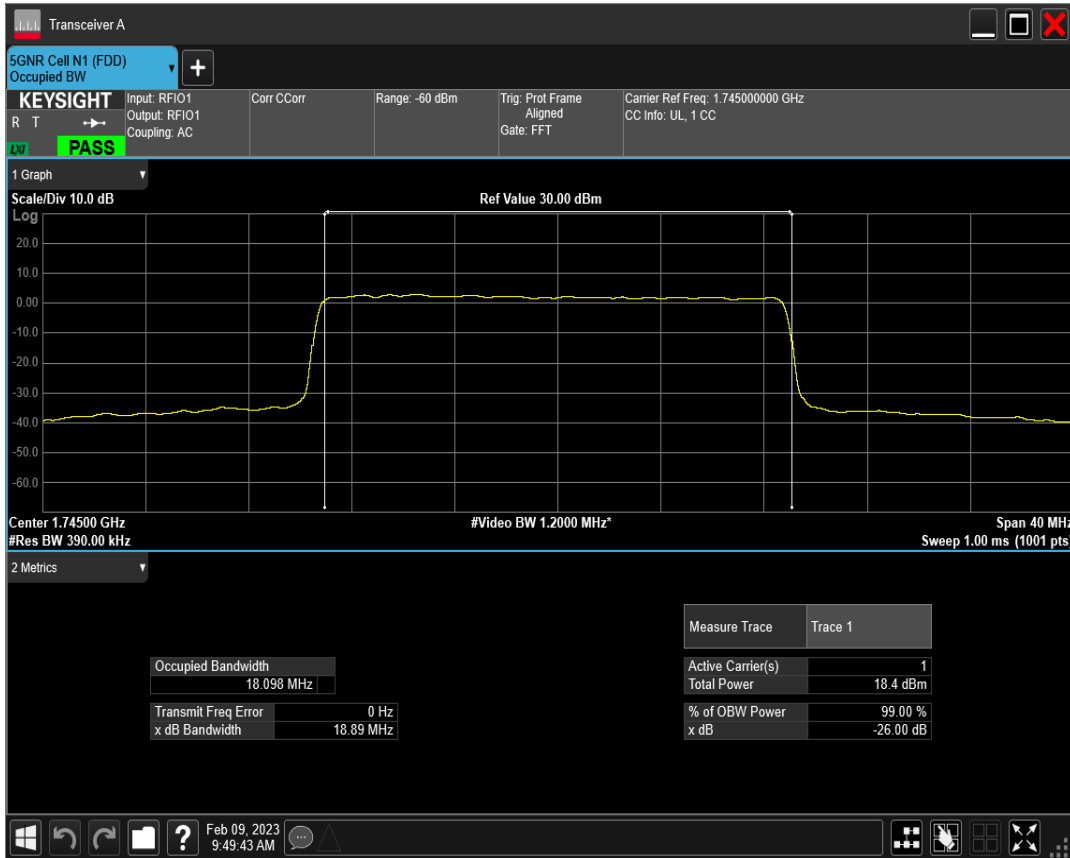 Transceiver A
5GNR Cell N1 (FDD)
Occupied BW
+
KEYSIGHT
R T
LXI
PASS
Input: RFIO1
Output: RFIO1
Coupling: AC
Corr CCorr
Range: -60 dBm
Trig: Prot Frame
Aligned
Gate: FFT
Carrier Ref Freq: 1.745000000 GHz
CC Info: UL, 1 CC
1 Graph
Scale/Div 10.0 dB
Ref Value 30.00 dBm
Log
20.0
10.0
0.00
-10.0
-20.0
-30.0
-40.0
-50.0
-60.0
Center 1.74500 GHz
#Video BW 1.2000 MHz*
Span 40 MHz
#Res BW 390.00 kHz
Sweep 1.00 ms (1001 pts)
2 Metrics
Measure Trace Trace 1
Occupied Bandwidth
18.098 MHz
Active Carrier(s) 1
Total Power 18.4 dBm
Transmit Freq Error 0 Hz
x dB Bandwidth 18.89 MHz
% of OBW Power 99.00 %
x dB -26.00 dB
?
Feb 09, 2023
9:49:43 AM